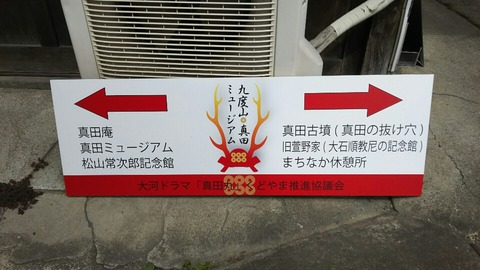 真田庵
真田ミュージアム
松山常次郎記念館
九度山・真田
ミュージアム
真田古墳(真田の抜け穴)
旧萱野家(大石順教尼の記念館)
まちなか休憩所
大河ドラマ「真田丸」くどやま推進協議会